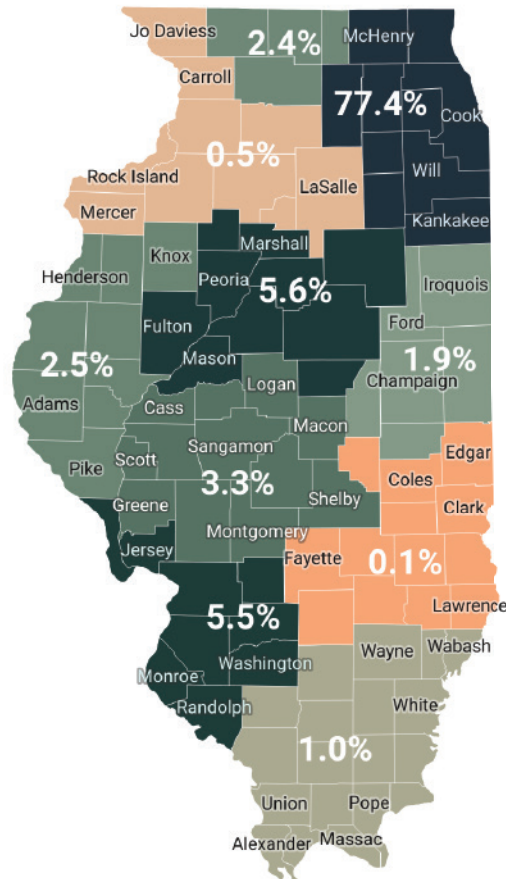 Jo Daviess
2.4%
McHenry
Carroll
77.4%
Cook
0.5%
Rock Island
LaSalle
Will
Mercer
Kankakee
Marshall
Knox
Henderson
Peoria
5.6%
Iroquois
Fulton
Ford
2.5%
Mason
1.9%
Logan
Champaign
Adams
Cass
Macon
Sangamon
Edgar
Pike
Scott
Coles
3.3%
Shelby
Greene
Clark
Montgomery
Jersey
Fayette
0.1%
5.5%
Lawrence
Wayne
Wabash
Washington
Monroe
Randolph
White
1.0%
Union
Pope
Alexander
Massac